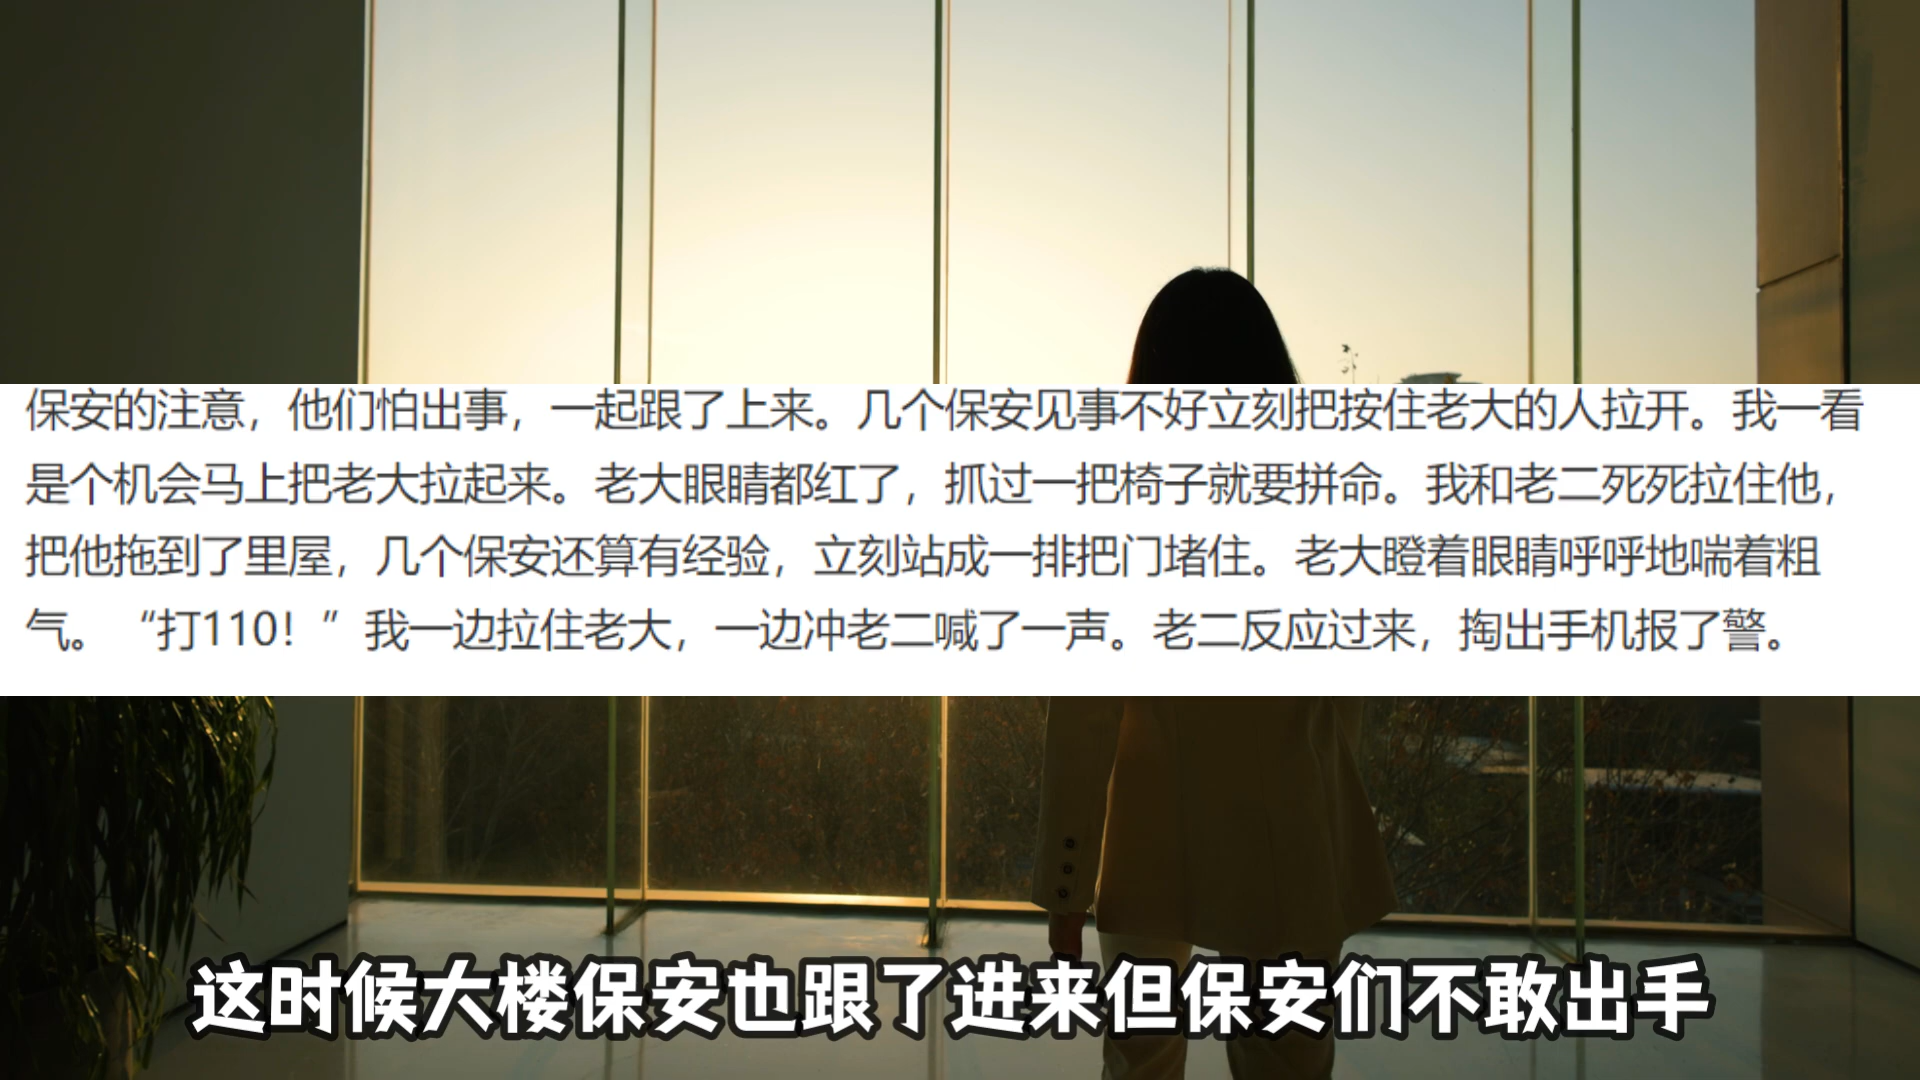 保安的注意，他们怕出事，一起跟了上来。几个保安见事不好立刻把按住老大的人拉开。我一看
是个机会马上把老大拉起来。老大眼睛都红了，抓过一把椅子就要拼命。我和老二死死拉住他，
把他拖到了里屋，几个保安还算有经验，立刻站成一排把门堵住。老大瞪着眼睛呼呼地喘着粗
气。“打110！”我一边拉住老大，一边冲老二喊了一声。老二反应过来，掏出手机报了警。
这时候大楼保安也跟了进来但保安们不敢出手